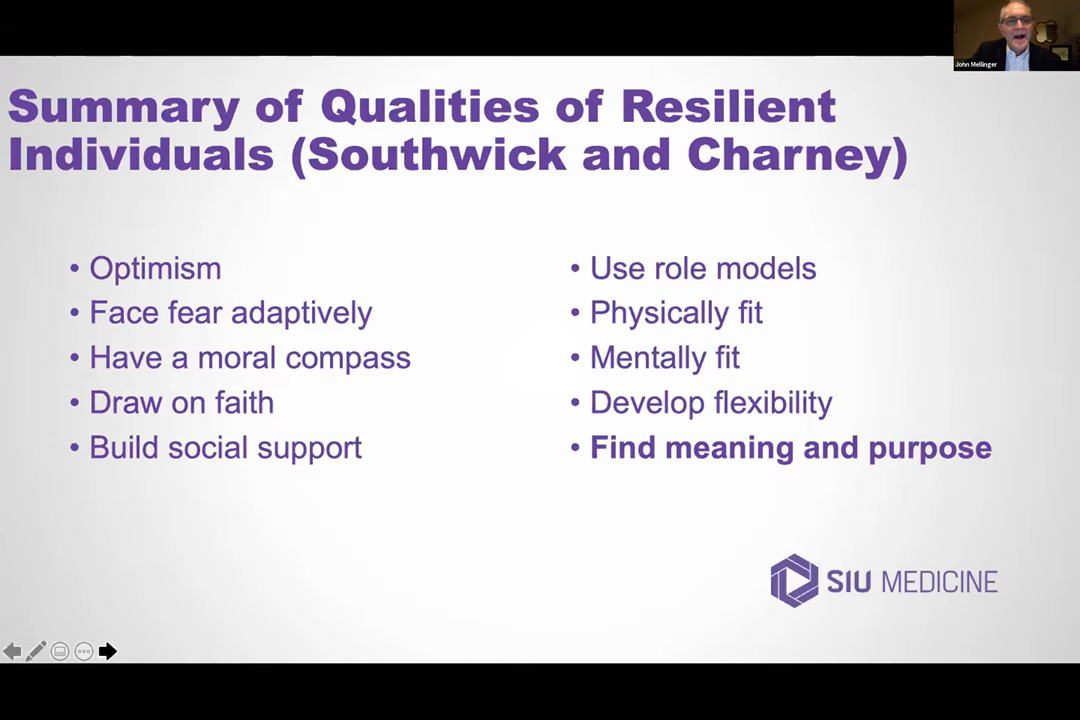 John Mellinger
Summary of Qualities of Resilient
Individuals (Southwick and Charney)
• Optimism
• Face fear adaptively
• Have a moral compass
• Draw on faith
• Build social support
• Use role models
• Physically fit
• Mentally fit
• Develop flexibility
• Find meaning and purpose
SIU MEDICINE